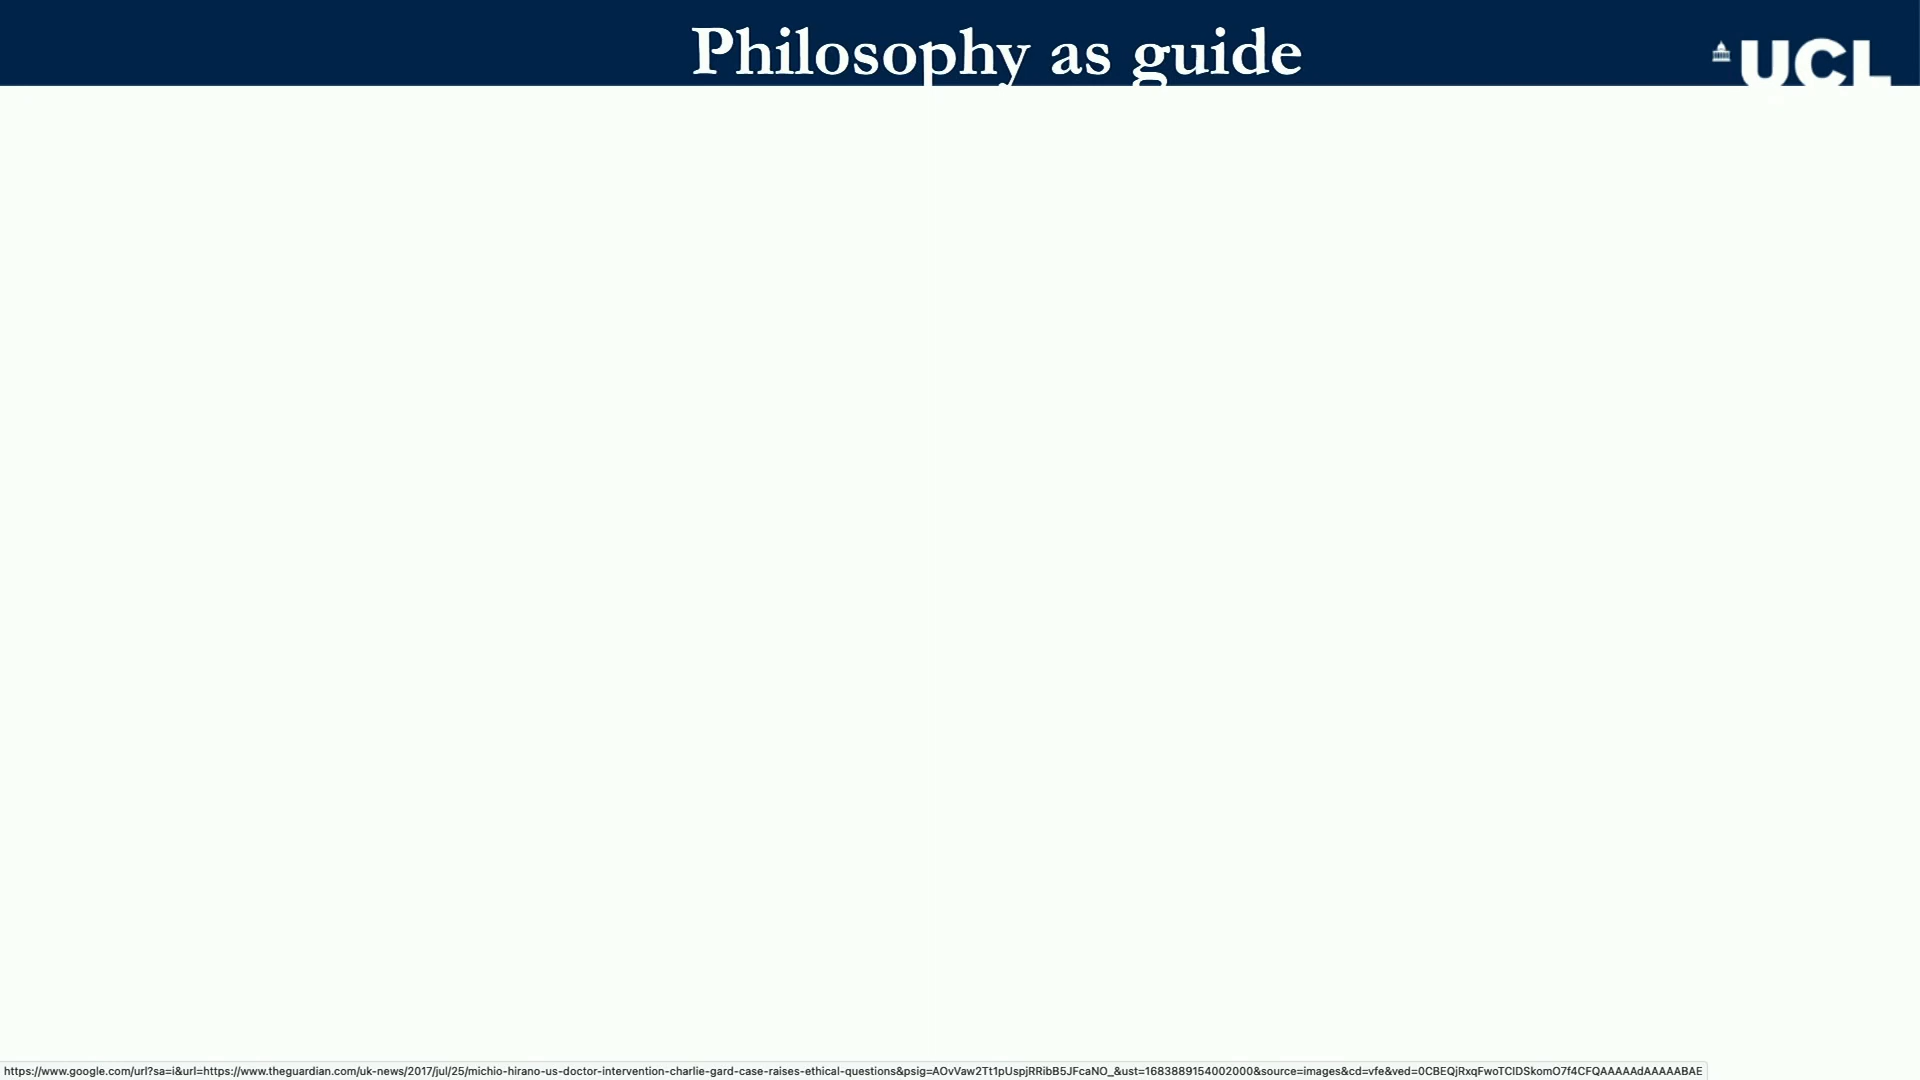 Philosophy as guide
UCL
https://www.google.com/url?sa=i&url=https://www.theguardian.com/uk-news/2017/jul/25/michio-hirano-us-doctor-intervention-charlie-gard-case-raises-ethical-questions&psig=AOvVaw2Tt1pUspjRRibB5JFcaNO_&ust=1683889154002000&source=images&cd=vfe&ved=0CBEQjRxqFwoTCIDSkomO7f4CFQAAAAAdAAAAABAE